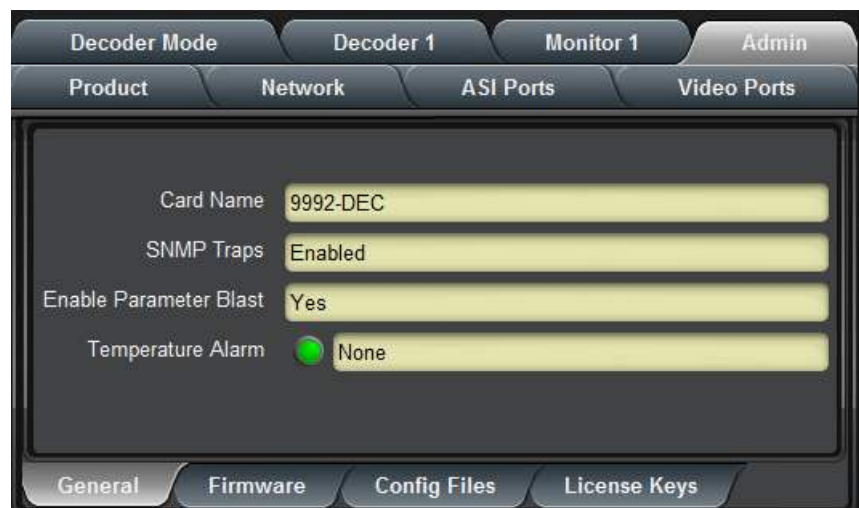 Decoder Mode Decoder 1 Monitor 1 Admin
Product Network ASI Ports Video Ports
Card Name 9992-DEC
SNMP Traps Enabled
Enable Parameter Blast Yes
Temperature Alarm None
General Firmware Config Files License Keys